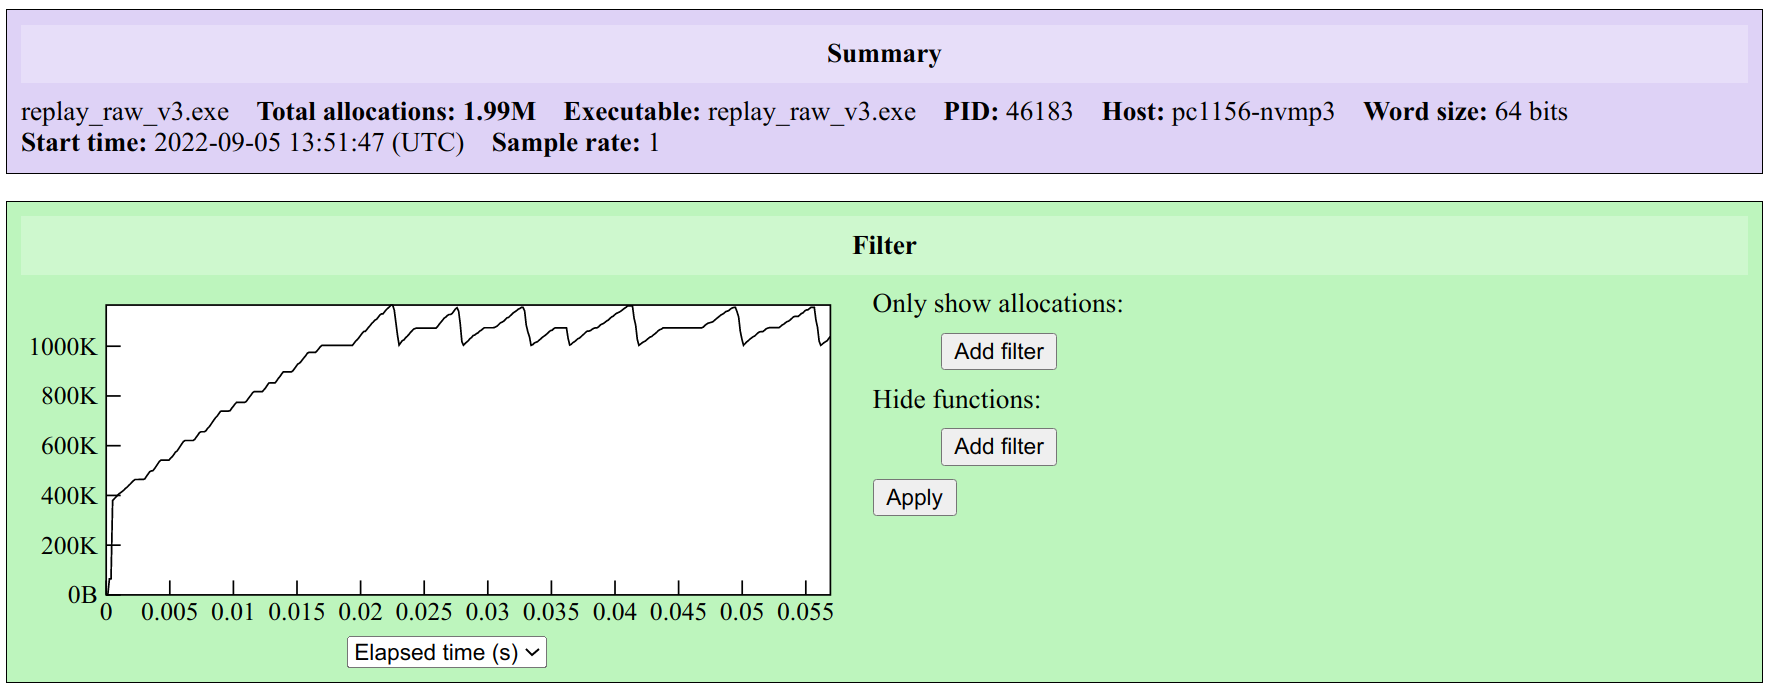 Summary
replay_raw_v3.exe Total allocations: 1.99M Executable: replay_raw_v3.exe PID: 46183 Host: pc1156-nvmp3 Word size: 64 bits
Start time: 2022-09-05 13:51:47 (UTC) Sample rate: 1
Filter
Only show allocations:
Add filter
Hide functions:
Add filter
Apply
1000K
800K
600K
400K
200K
0B
0 0.005 0.01 0.015 0.02 0.025 0.03 0.035 0.04 0.045 0.05 0.055
Elapsed time (s)